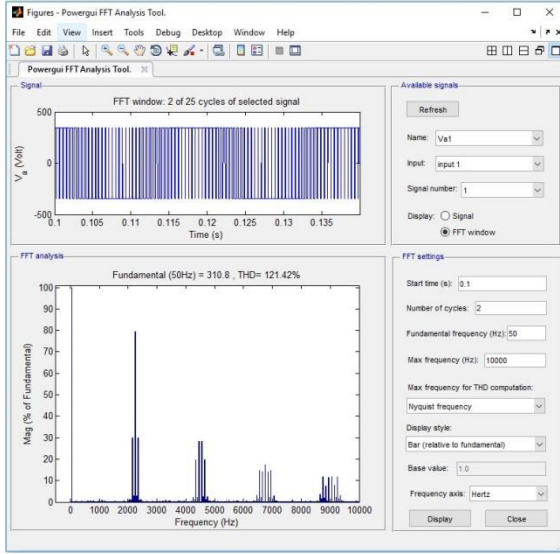 Figures - Powergui FFT Analysis Tool.
File Edit View Insert Tools Debug Desktop Window Help
Powergui FFT Analysis Tool.
Signal
FFT window: 2 of 25 cycles of selected signal
500
0
-500
Va (Volt)
0.1 0.105 0.11 0.115 0.12 0.125 0.13 0.135
Time (s)
FFT analysis
Fundamental (50Hz) = 310.8 , THD= 121.42%
100
90
80
70
60
50
40
30
20
10
0
Mag (% of Fundamental)
0 1000 2000 3000 4000 5000 6000 7000 8000 9000 10000
Frequency (Hz)
Available signals
Refresh
Name: Va1
Input: input 1
Signal number: 1
Display: Signal
FFT window
FFT settings
Start time (s): 0.1
Number of cycles: 2
Fundamental frequency (Hz): 50
Max frequency (Hz): 10000
Max frequency for THD computation:
Nyquist frequency
Display style:
Bar (relative to fundamental)
Base value: 1.0
Frequency axis: Hertz
Display Close